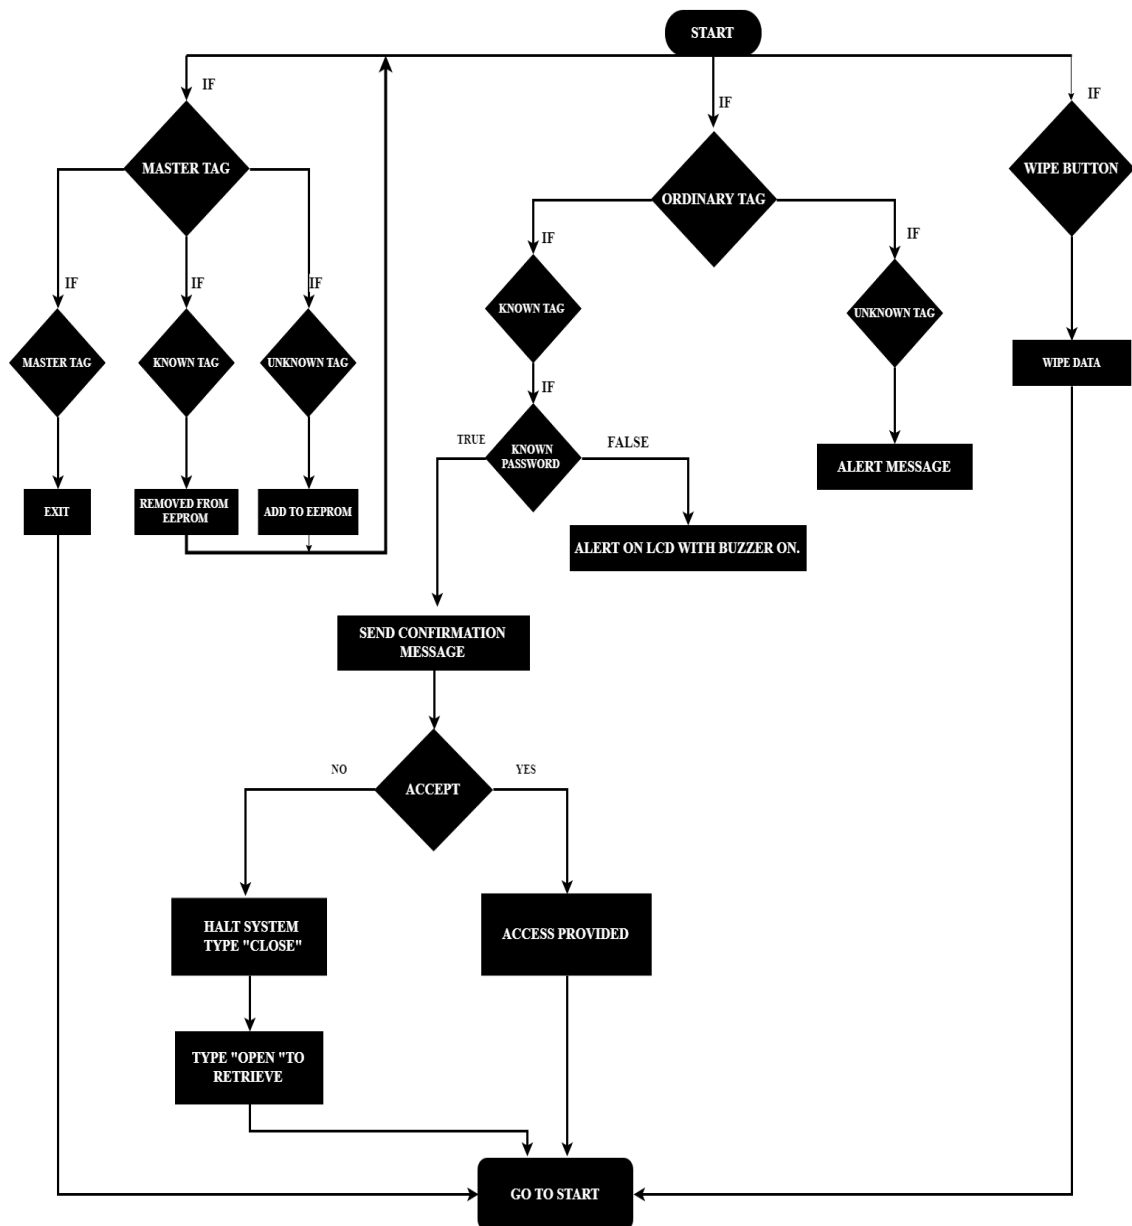 START
IF
IF
IF
MASTER TAG
ORDINARY TAG
WIPE BUTTON
IF
IF
IF
IF
IF
MASTER TAG
KNOWN TAG
UNKNOWN TAG
KNOWN TAG
UNKNOWN TAG
WIPE DATA
IF
TRUE
KNOWN
PASSWORD
FALSE
ALERT MESSAGE
EXIT
REMOVED FROM
EEPROM
ADD TO EEPROM
ALERT ON LCD WITH BUZZER ON.
SEND CONFIRMATION
MESSAGE
NO
ACCEPT
YES
HALT SYSTEM
TYPE "CLOSE"
ACCESS PROVIDED
TYPE "OPEN "TO
RETRIEVE
GO TO START